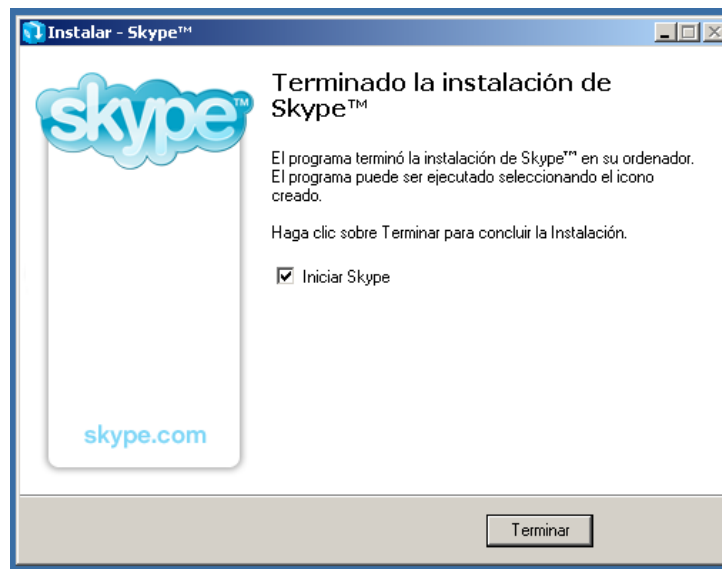 Instalar - Skype™
skype™
Terminado la instalación de
Skype™
El programa terminó la instalación de Skype™ en su ordenador.
El programa puede ser ejecutado seleccionando el icono
creado.
Haga clic sobre Terminar para concluir la Instalación.
Iniciar Skype
skype.com
Terminar